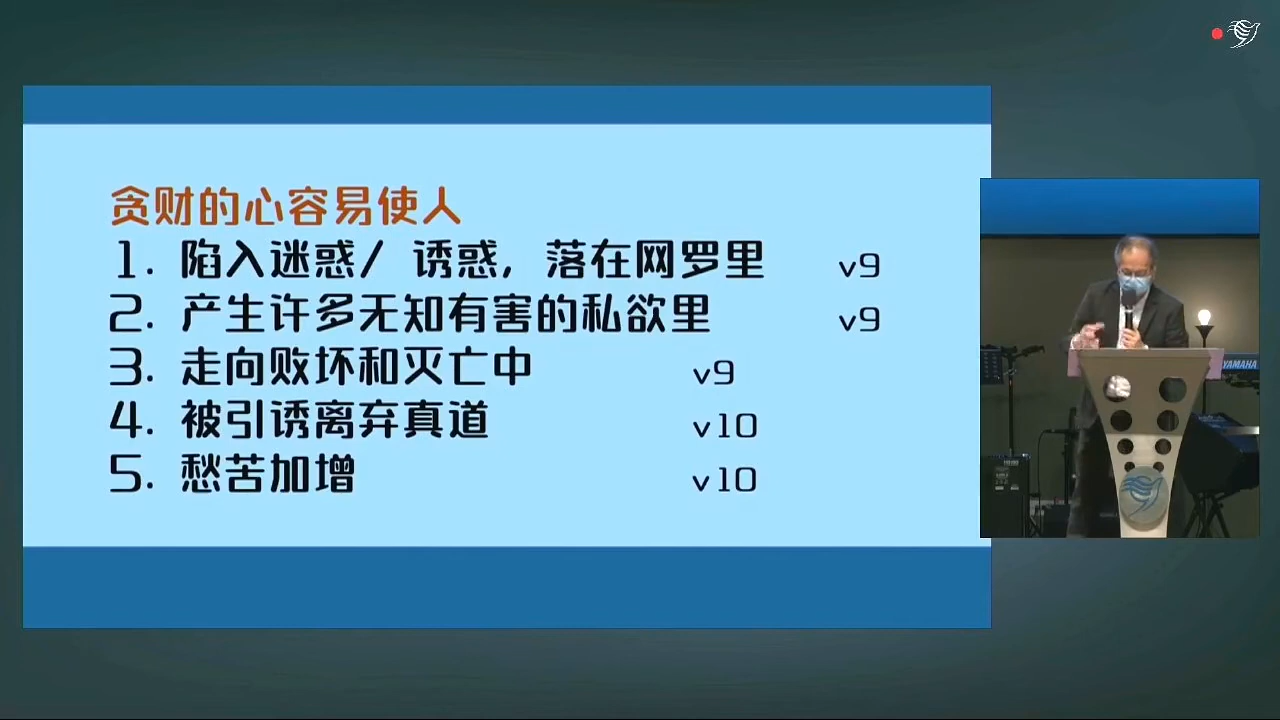 贪财的心容易使人
1. 陷入迷惑/ 诱惑，落在网罗里 v9
2. 产生许多无知有害的私欲里 v9
3. 走向败坏和灭亡中 v9
4. 被引诱离弃真道 v10
5. 愁苦加增 v10
YAMAHA